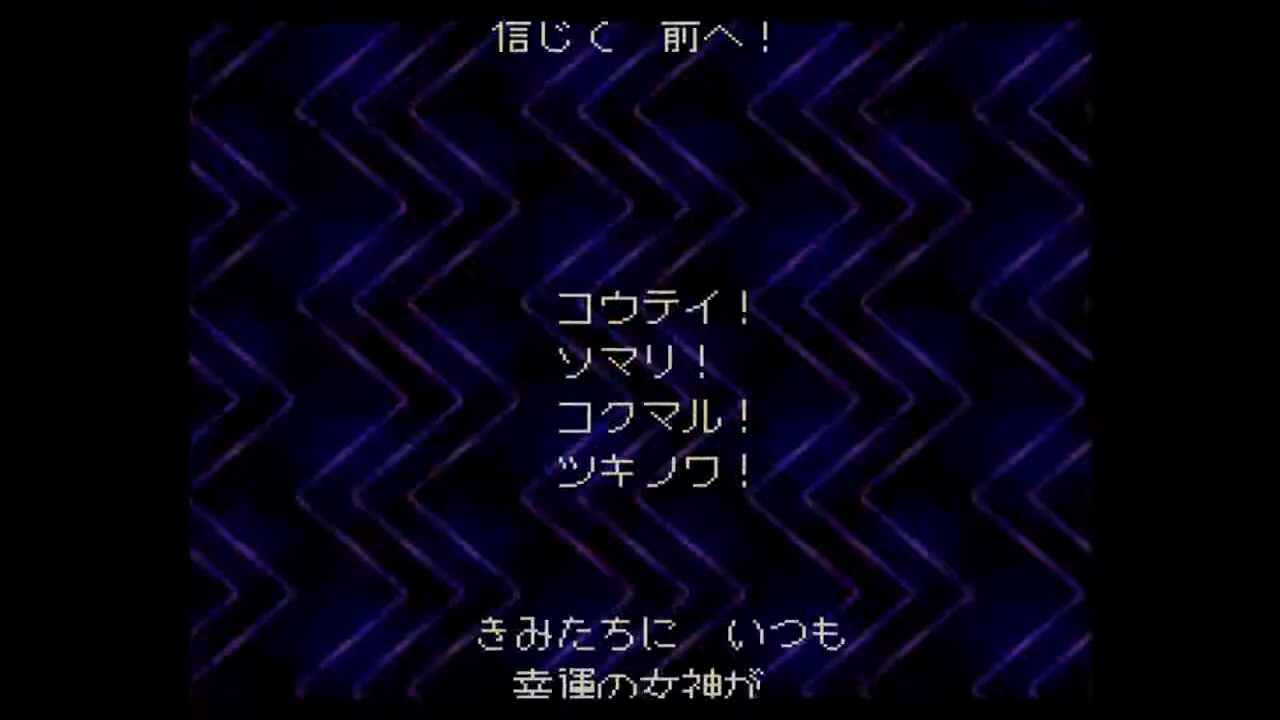 信じて　前へ！
コウテイ！
ソマリ！
コクマル！
ツキノワ！
きみたちに　いつも
幸運の女神が